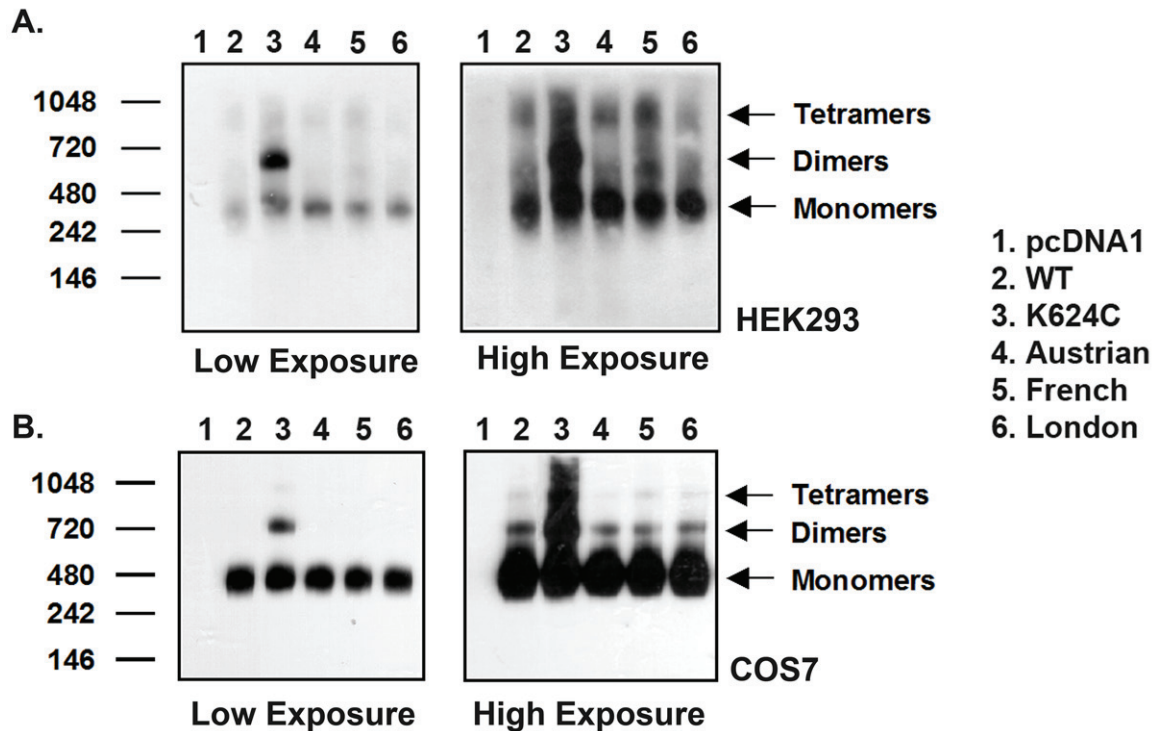 A.
1 2 3 4 5 6
1 2 3 4 5 6
1048
720
480
242
146
Tetramers
Dimers
Monomers
HEK293
Low Exposure
High Exposure
1. pcDNA1
2. WT
3. K624C
4. Austrian
5. French
6. London
B.
1 2 3 4 5 6
1 2 3 4 5 6
1048
720
480
242
146
Tetramers
Dimers
Monomers
COS7
Low Exposure
High Exposure